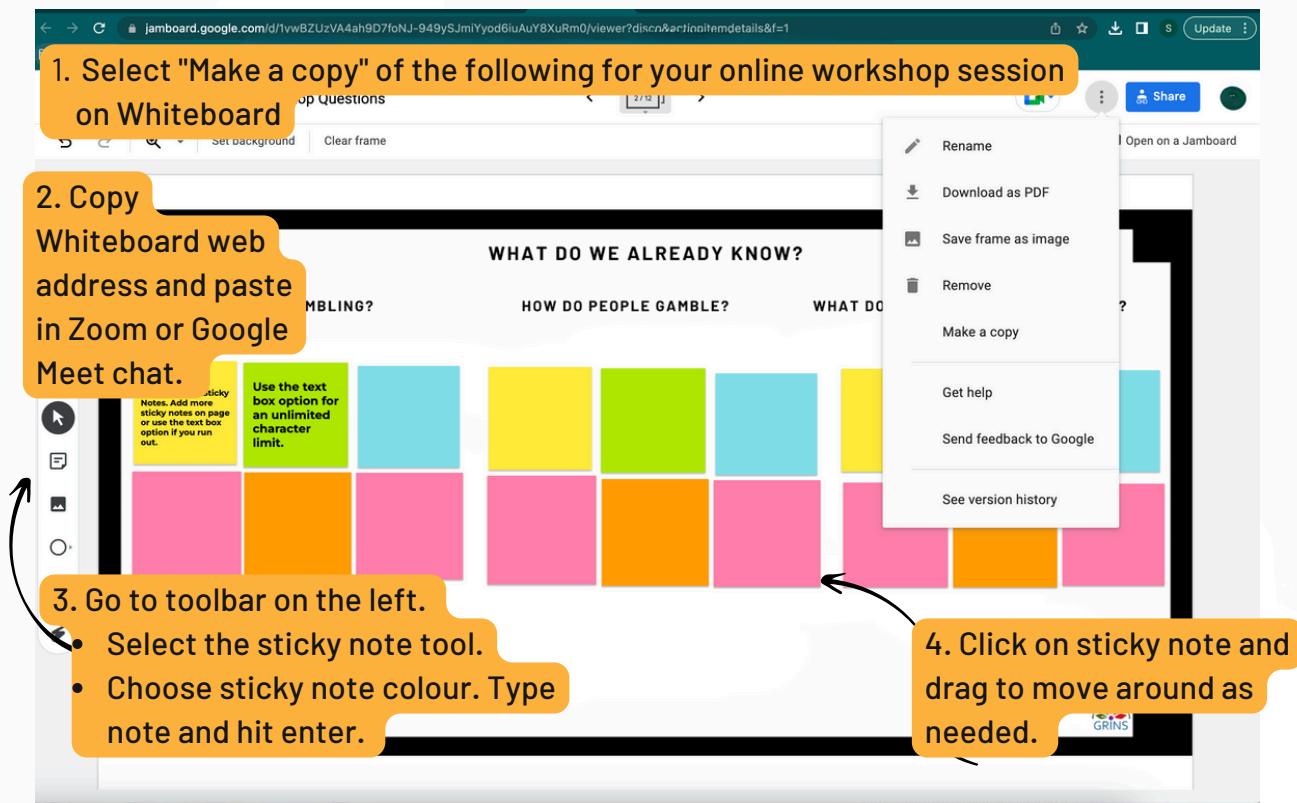 jamboard.google.com/d/1vwBZUzVA4ah9D7foNJ-949ySJmiYyod6iuAuY8XuRm0/viewer?disco&actionitemdetails&f=1
S
Update
1. Select "Make a copy" of the following for your online workshop session
on Whiteboard
op Questions
2/12
Share
Set background
Clear frame
Open on a Jamboard
Rename
Download as PDF
Save frame as image
Remove
Make a copy
Get help
Send feedback to Google
See version history
2. Copy
Whiteboard web
address and paste
in Zoom or Google
Meet chat.
WHAT DO WE ALREADY KNOW?
MBLING?
HOW DO PEOPLE GAMBLE?
WHAT DO
?
sticky
Notes. Add more
sticky notes on page
or use the text box
option if you run
out.
Use the text
box option for
an unlimited
character
limit.
3. Go to toolbar on the left.
• Select the sticky note tool.
• Choose sticky note colour. Type
note and hit enter.
4. Click on sticky note and
drag to move around as
needed.
GRINS